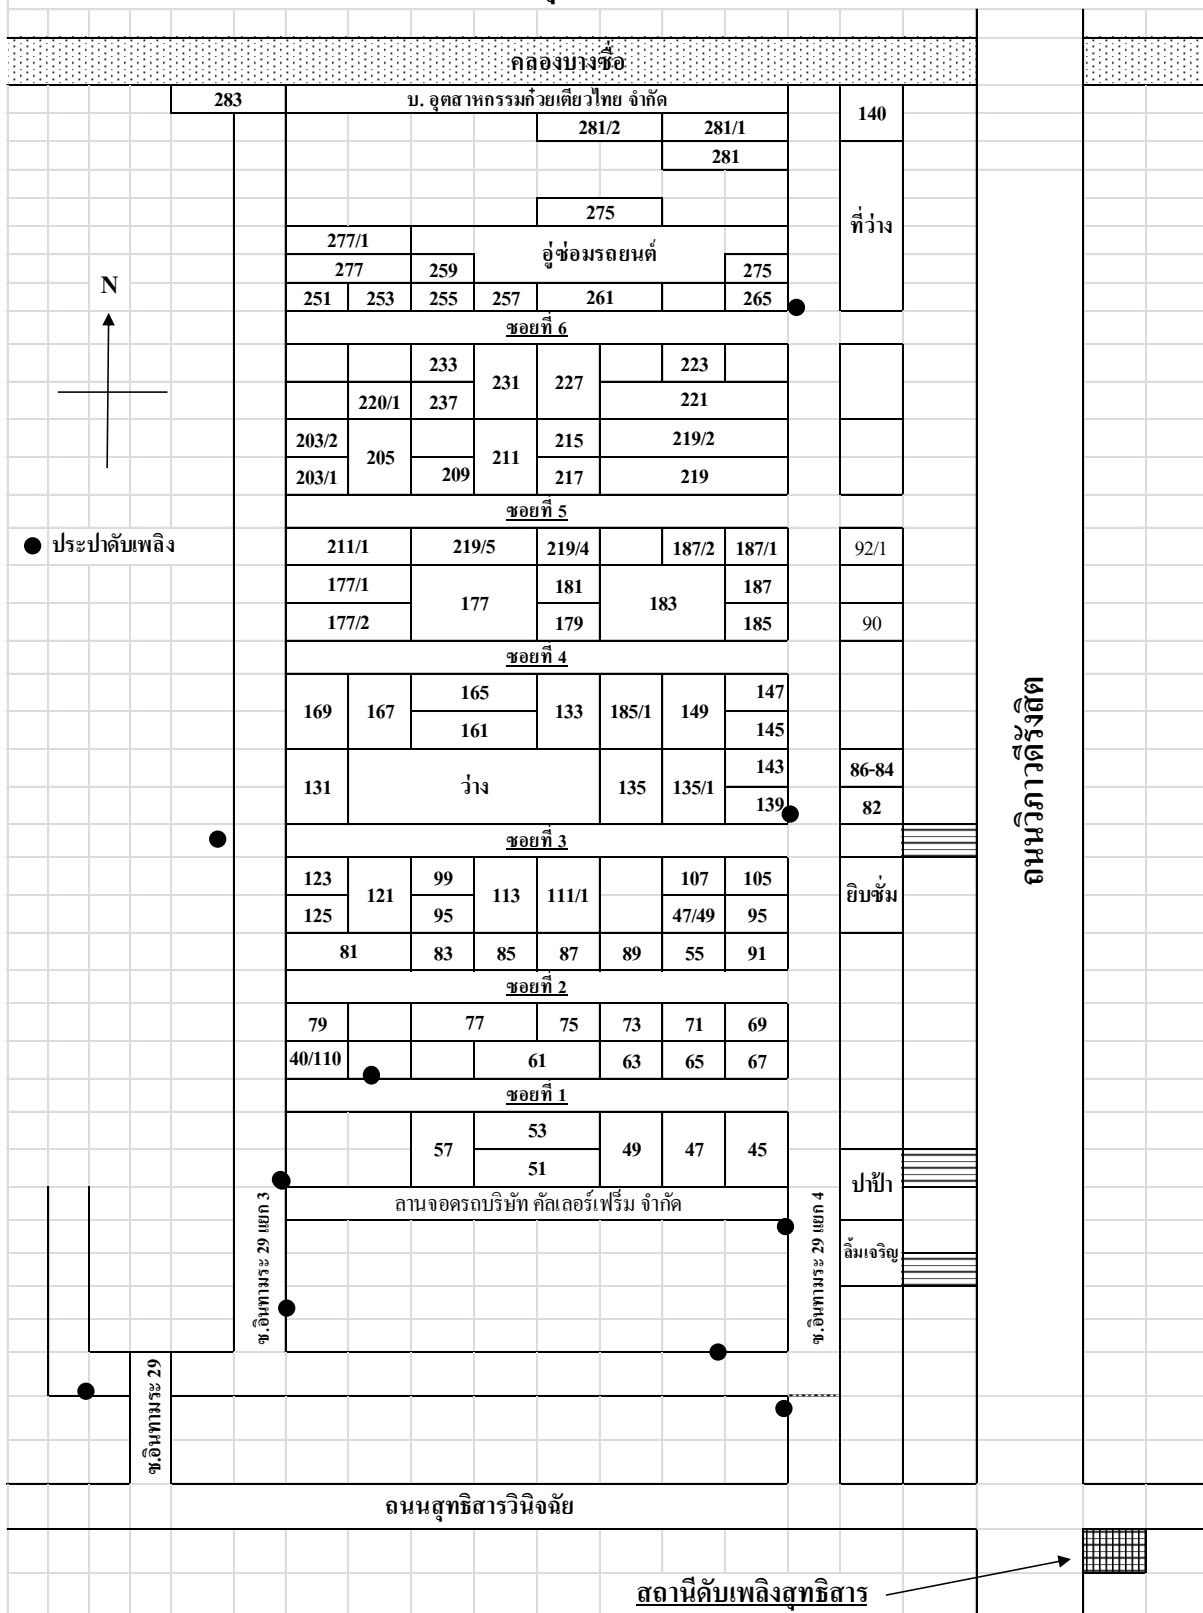 คลองบางซื่อ
283 บ. อุตสาหกรรมก๋วยเตี๋ยวไทย จำกัด
140
281/2 281/1
281
275
ที่ว่าง
277/1
อู่ซ่อมรถยนต์
277 259 275
N
251 253 255 257 261 265
ซอยที่ 6
233 223
231 227
220/1 237 221
203/2 215 219/2
205 211
203/1 209 217 219
ซอยที่ 5
ประปาดับเพลิง
211/1 219/5 219/4 187/2 187/1 92/1
177/1 181 187
177 183
177/2 179 185 90
ซอยที่ 4
165 147
169 167 133 185/1 149
161 145
143 86-84
131 ว่าง 135 135/1
139 82
ซอยที่ 3
123 99 107 105
121 113 111/1 ยิบซั่ม
125 95 47/49 95
81 83 85 87 89 55 91
ซอยที่ 2
79 77 75 73 71 69
40/110 61 63 65 67
ซอยที่ 1
53
57 49 47 45
51
ปาป้า
ลานจอดรถบริษัท คัลเลอร์เฟร็ม จำกัด
ลิ้มเจริญ
ซ.อินทามระ 29 แยก 3
ซ.อินทามระ 29 แยก 4
ถนนวิภาวดีรังสิต
ซ.อินทามระ 29
ถนนสุทธิสารวินิจฉัย
สถานีดับเพลิงสุทธิสาร